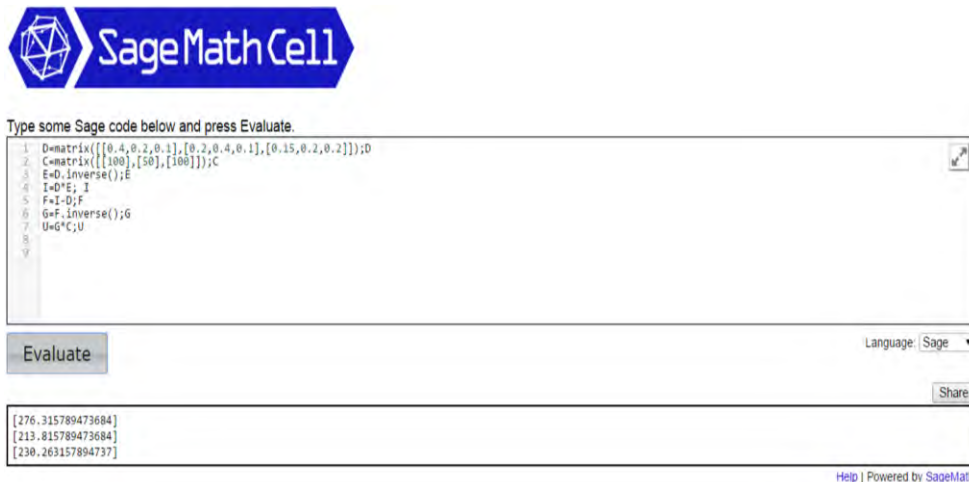 SageMathCell
Type some Sage code below and press Evaluate.
1 D=matrix([[0.4,0.2,0.1],[0.2,0.4,0.1],[0.15,0.2,0.2]]);D
2 C=matrix([[100],[50],[100]]);C
3 E=D.inverse();E
4 I=D*E; I
5 F=I-D;F
6 G=F.inverse();G
7 U=G*C;U
8
9
Evaluate
Language: Sage
Share
[276.315789473684]
[213.815789473684]
[230.263157894737]
Help | Powered by SageMat